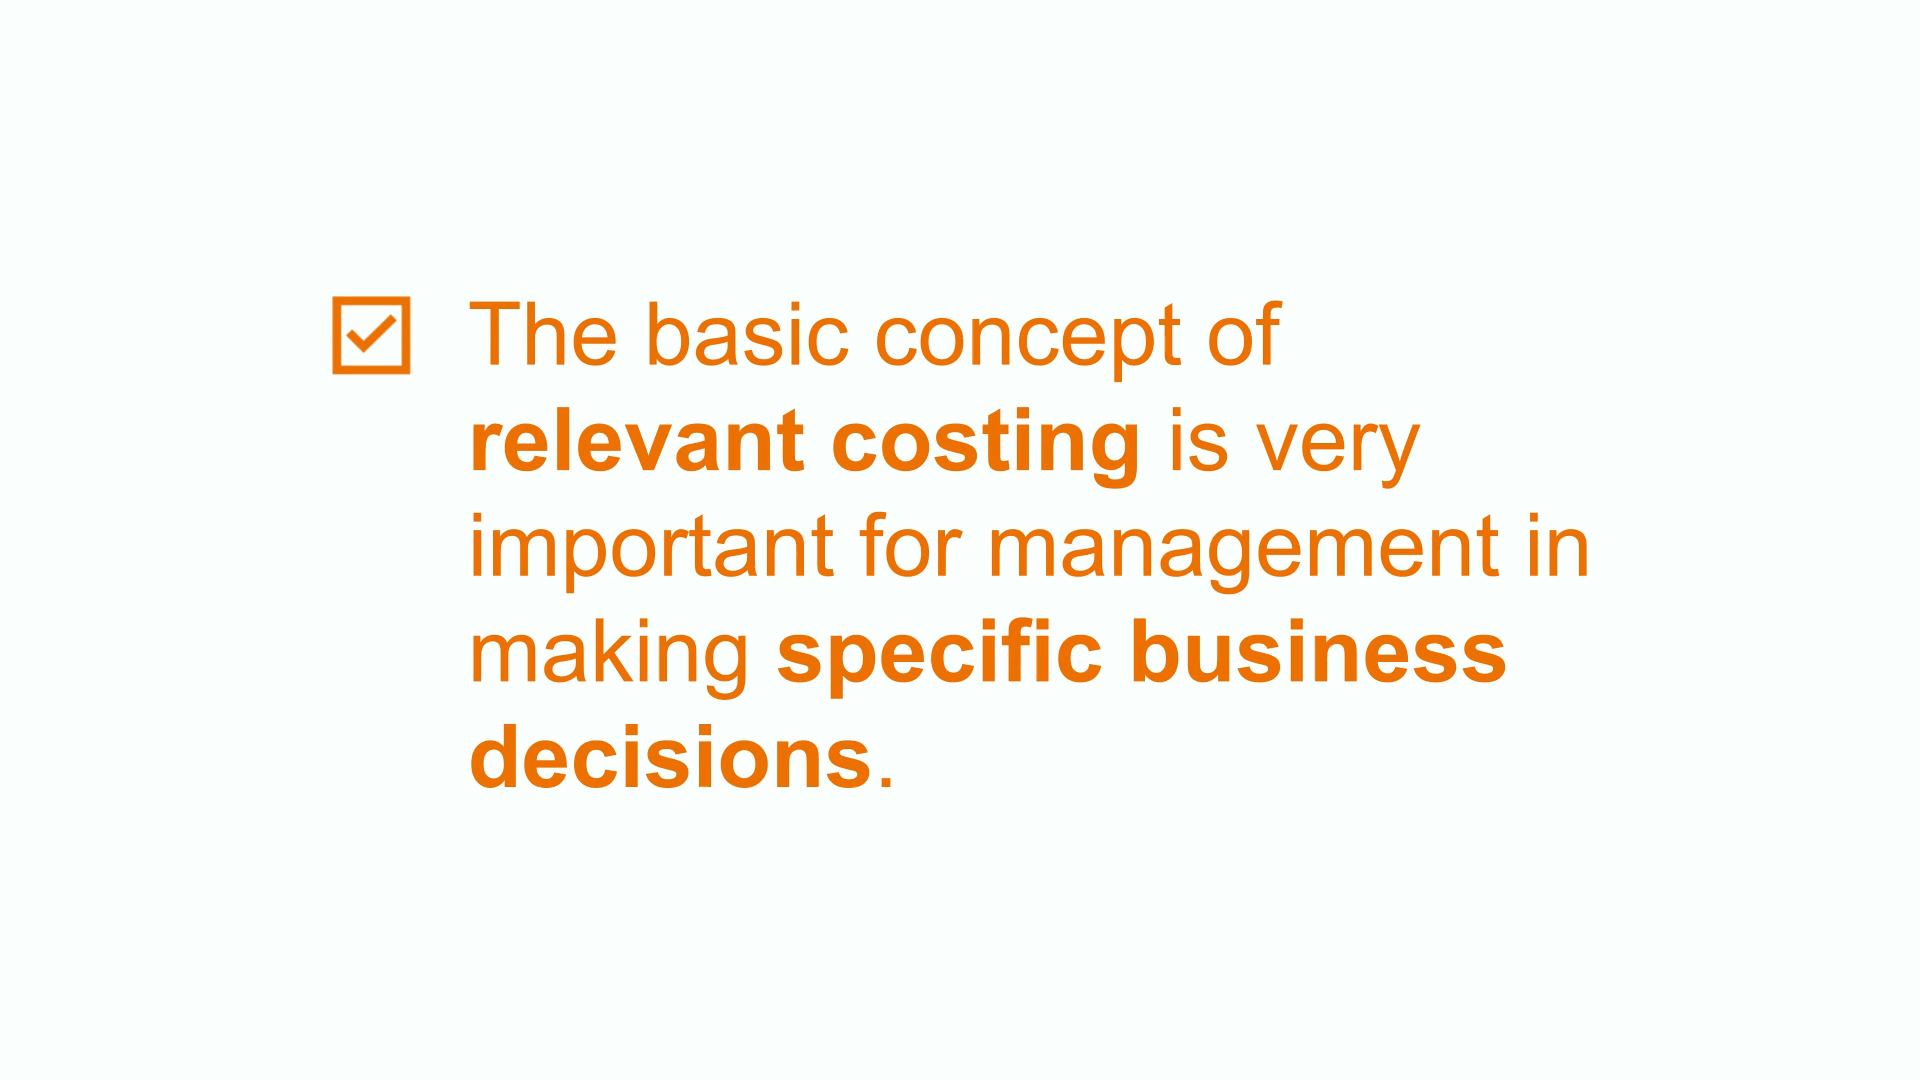 The basic concept of
relevant costing is very
important for management in
making specific business
decisions.